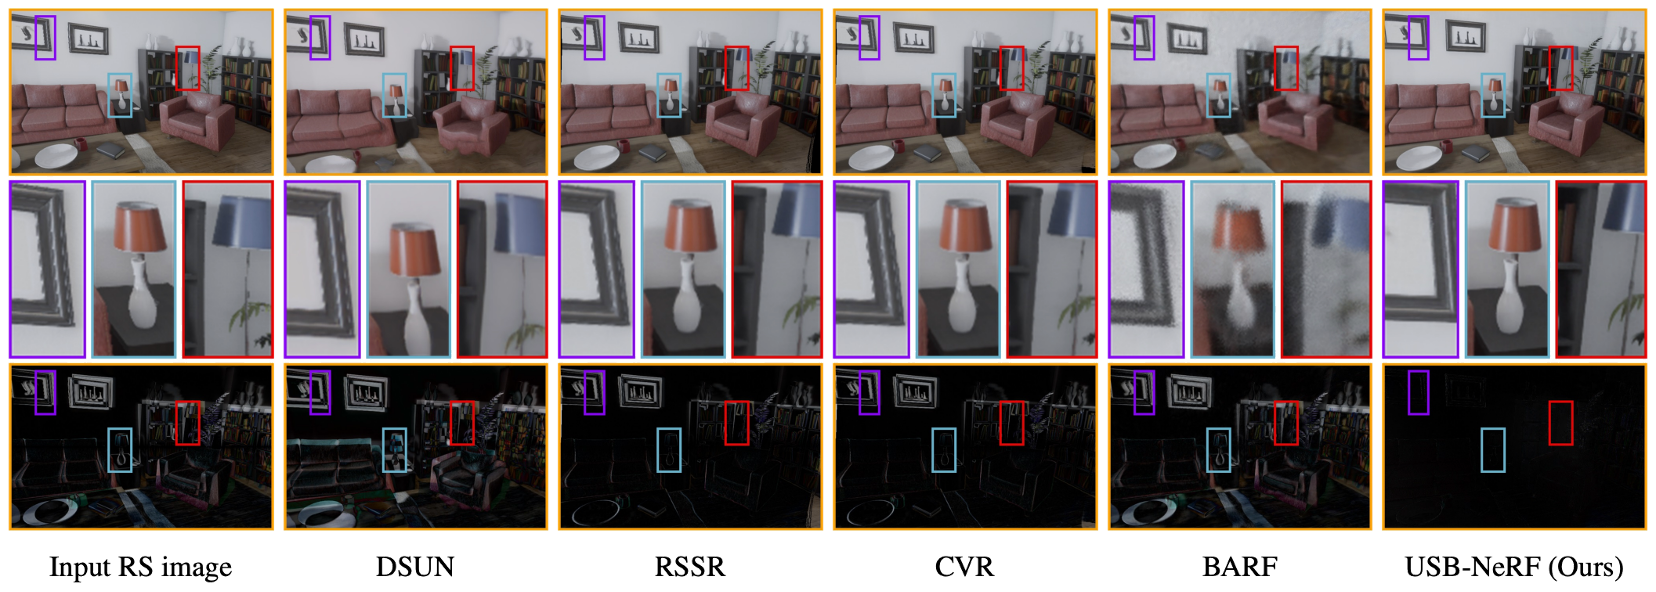 Input RS image
DSUN
RSSR
CVR
BARF
USB-NeRF (Ours)